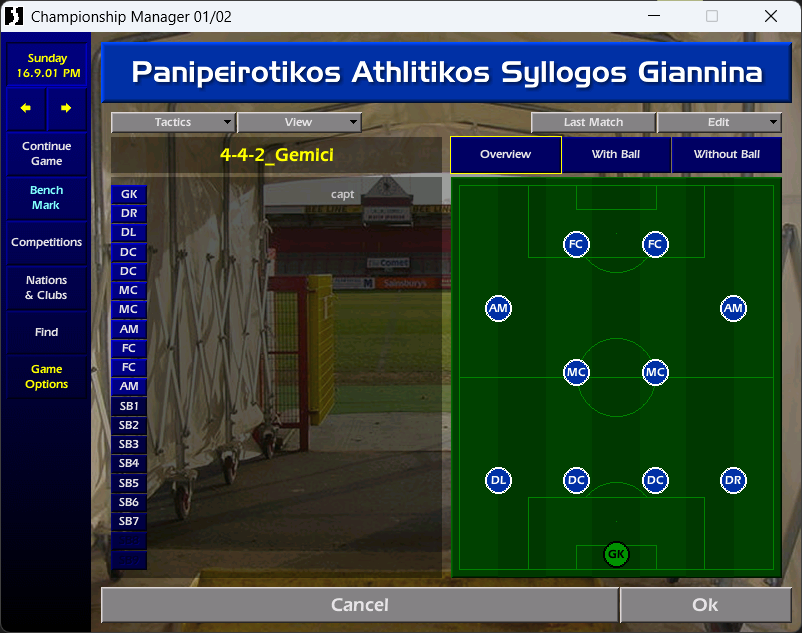 Championship Manager 01/02
Sunday
16.9.01 PM
Continue
Game
Bench
Mark
Competitions
Nations
& Clubs
Find
Game
Options
Panipeirotikos Athlitikos Syllogos Giannina
Tactics
View
Last Match
Edit
4-4-2_Gemici
Overview
With Ball
Without Ball
GK
capt
DR
DL
DC
DC
MC
MC
AM
FC
FC
AM
SB1
SB2
SB3
SB4
SB5
SB6
SB7
FC FC
AM AM
MC MC
DL DC DC DR
GK
Comet
Sainsbury's
Cancel
Ok